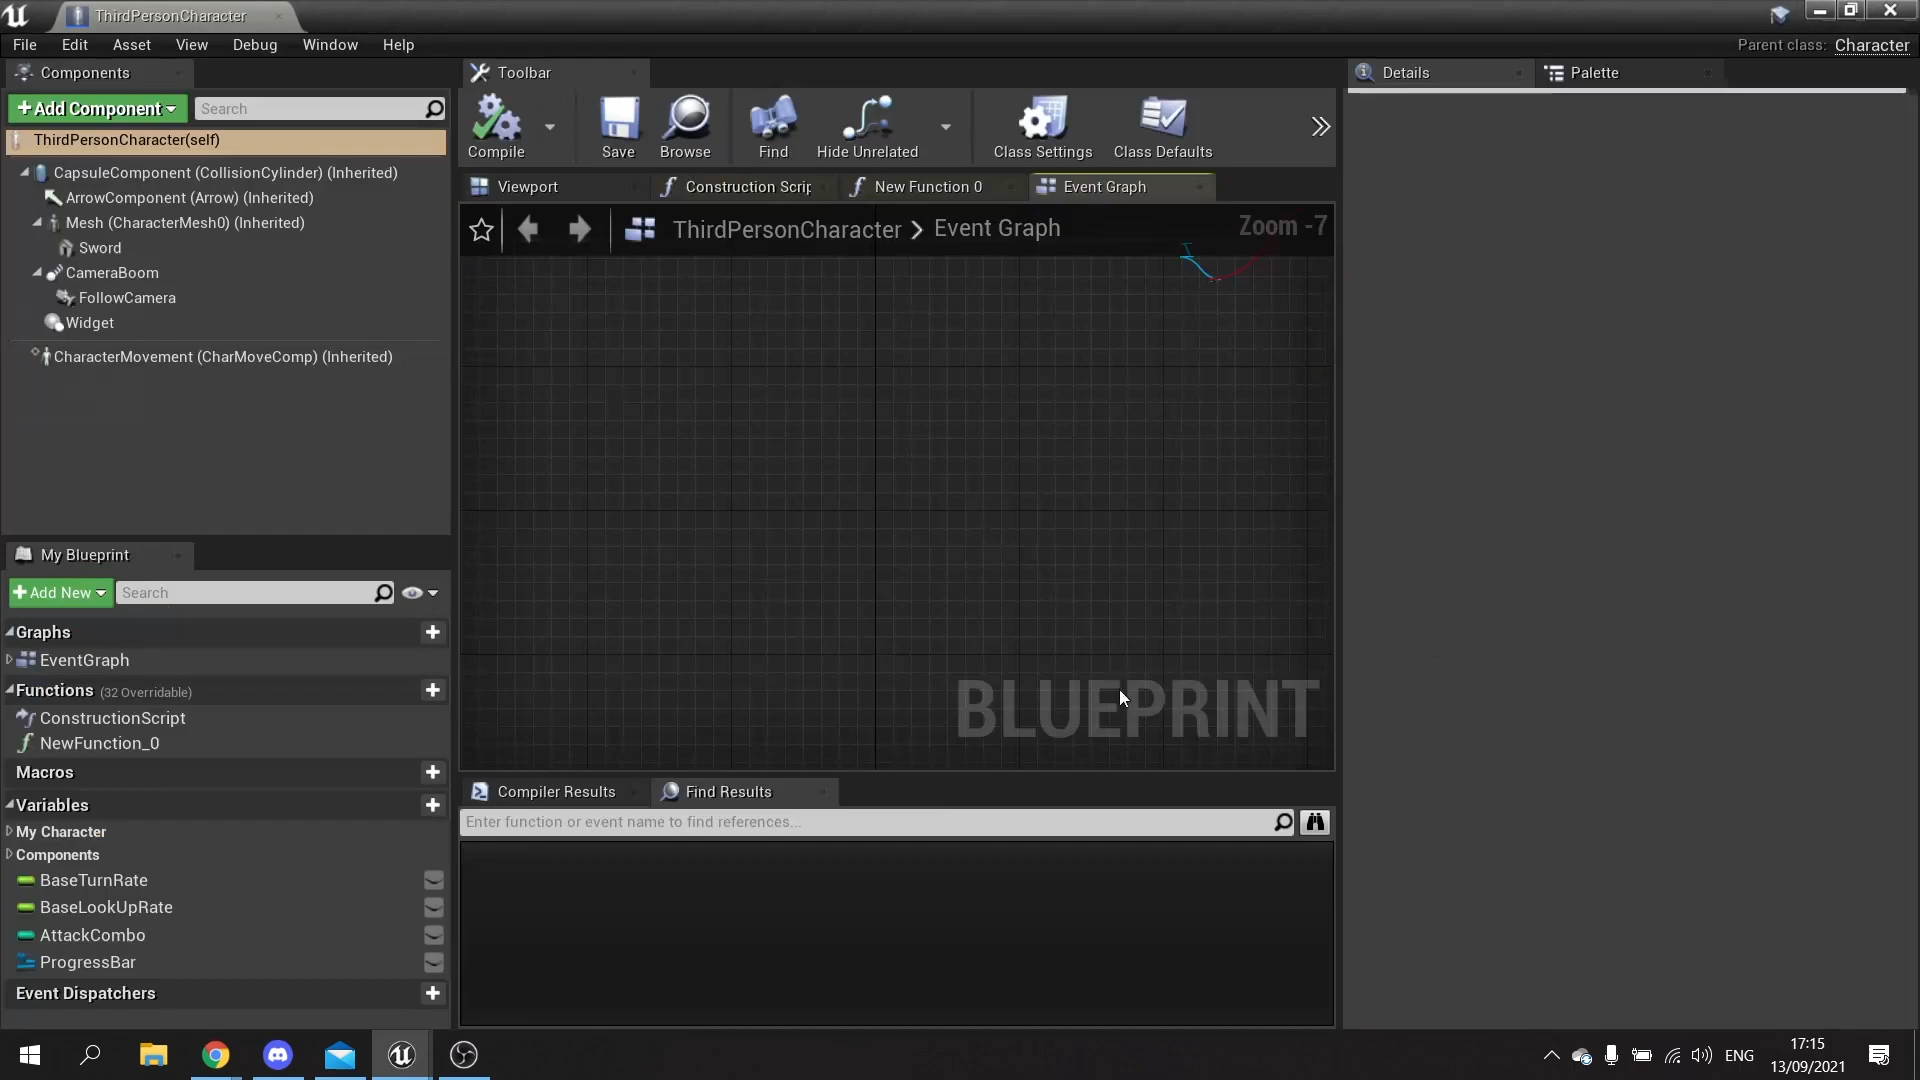 ThirdPersonCharacter
File Edit Asset View Debug Window Help
Parent class: Character
Components
Add Component
Search
ThirdPersonCharacter(self)
CapsuleComponent (CollisionCylinder) (Inherited)
ArrowComponent (Arrow) (Inherited)
Mesh (CharacterMesh0) (Inherited)
Sword
CameraBoom
FollowCamera
Widget
CharacterMovement (CharMoveComp) (Inherited)
My Blueprint
Add New
Search
Graphs
EventGraph
Functions (32 Overridable)
ConstructionScript
NewFunction_0
Macros
Variables
My Character
Components
BaseTurnRate
BaseLookUpRate
AttackCombo
ProgressBar
Event Dispatchers
Toolbar
Compile
Save
Browse
Find
Hide Unrelated
Class Settings
Class Defaults
Viewport
Construction Scrip
New Function 0
Event Graph
ThirdPersonCharacter > Event Graph
Zoom -7
BLUEPRINT
Compiler Results
Find Results
Enter function or event name to find references...
Details
Palette
ENG
17:15
13/09/2021